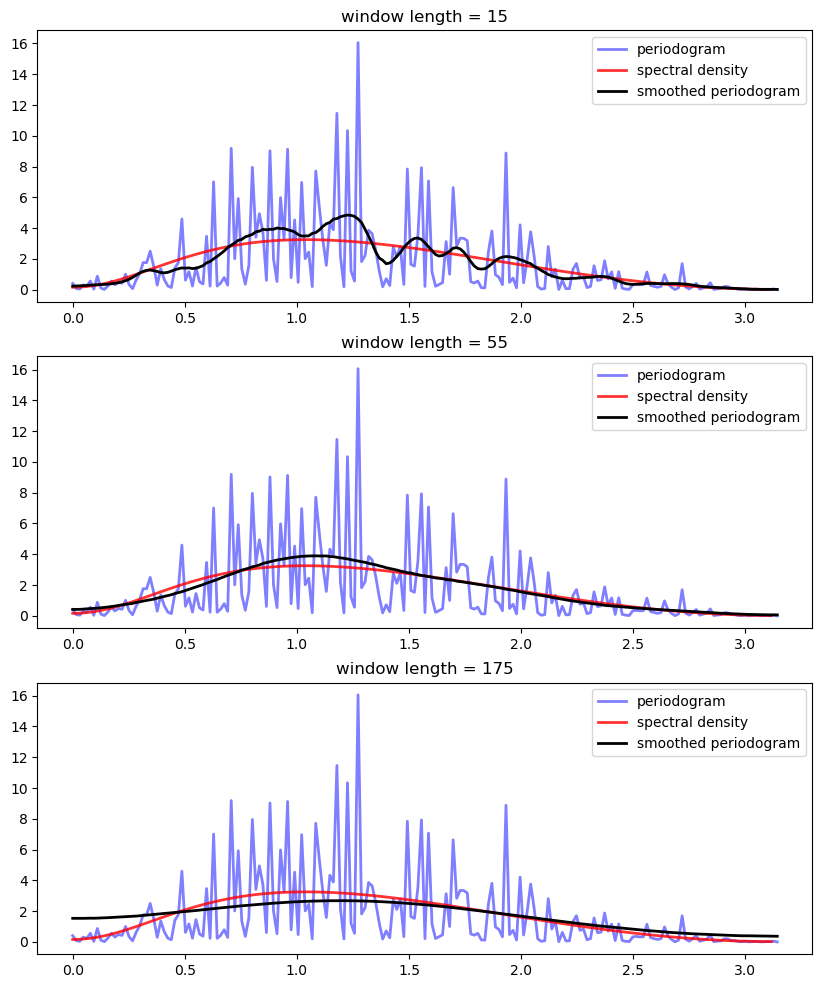 window length = 15
16
14
12
10
8
6
4
2
0
periodogram
spectral density
smoothed periodogram
0.0 0.5 1.0 1.5 2.0 2.5 3.0
window length = 55
16
14
12
10
8
6
4
2
0
periodogram
spectral density
smoothed periodogram
0.0 0.5 1.0 1.5 2.0 2.5 3.0
window length = 175
16
14
12
10
8
6
4
2
0
periodogram
spectral density
smoothed periodogram
0.0 0.5 1.0 1.5 2.0 2.5 3.0